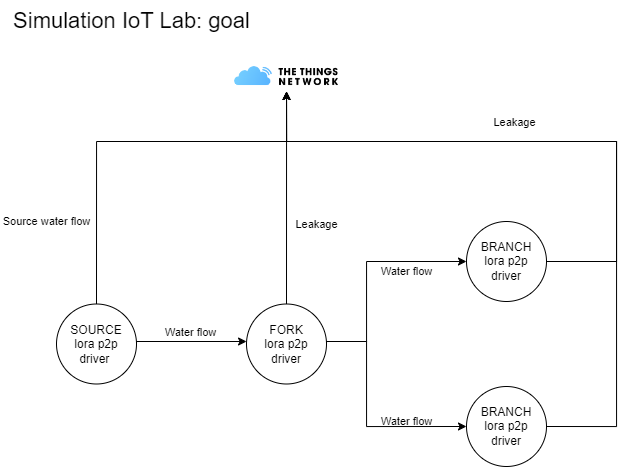 Simulation IoT Lab: goal
THE THINGS
NETWORK
Leakage
Source water flow
Leakage
BRANCH
lora p2p
driver
Water flow
SOURCE
lora p2p
driver
Water flow
FORK
lora p2p
driver
BRANCH
lora p2p
driver
Water flow